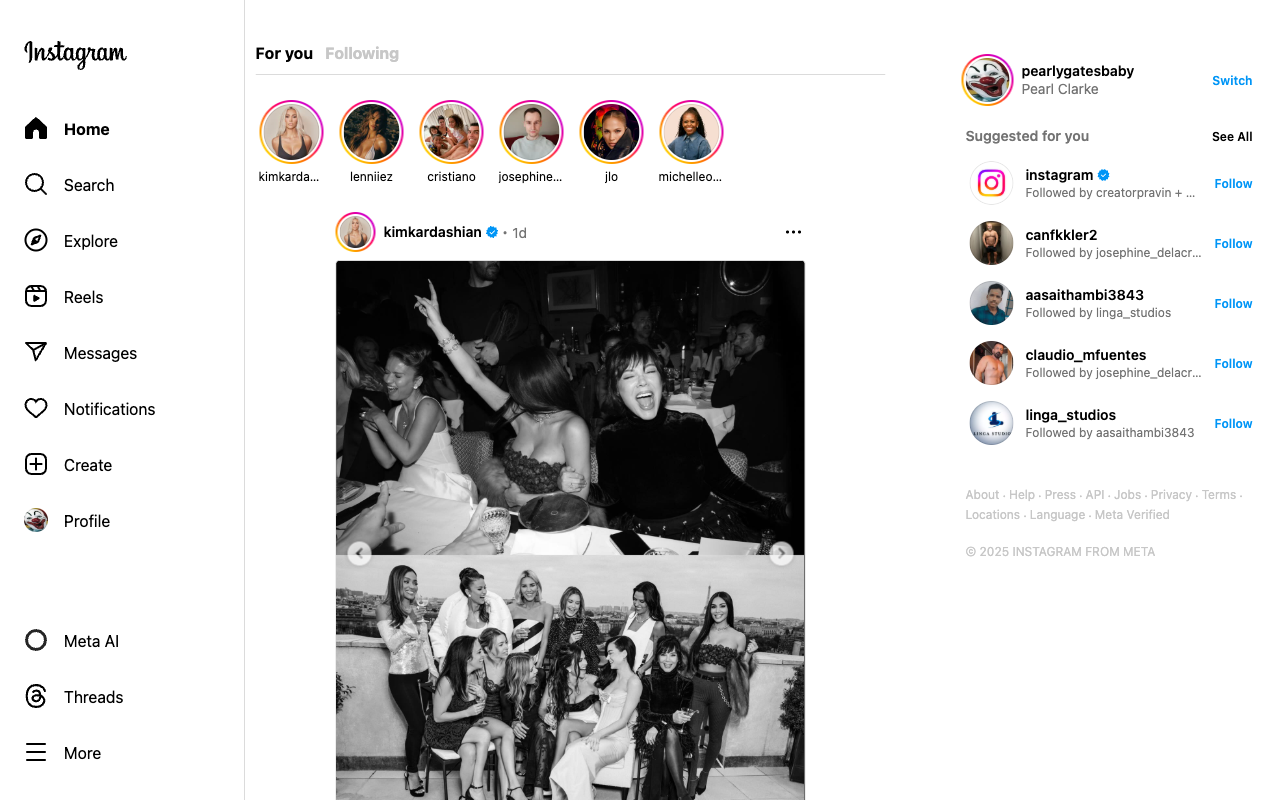 Instagram
Home
Search
Explore
Reels
Messages
Notifications
Create
Profile
Meta AI
Threads
More
For you Following
kimkarda... lenniiez cristiano josephine... jlo michelleo...
kimkardashian • 1d
pearlygatesbaby
Pearl Clarke
Switch
Suggested for you See All
instagram
Followed by creatorpravin + ...
Follow
canfkkler2
Followed by josephine_delacr...
Follow
aasaithambi3843
Followed by linga_studios
Follow
claudio_mfuentes
Followed by josephine_delacr...
Follow
LINGA STUDIOS
linga_studios
Followed by aasaithambi3843
Follow
About · Help · Press · API · Jobs · Privacy · Terms ·
Locations · Language · Meta Verified
© 2025 INSTAGRAM FROM META